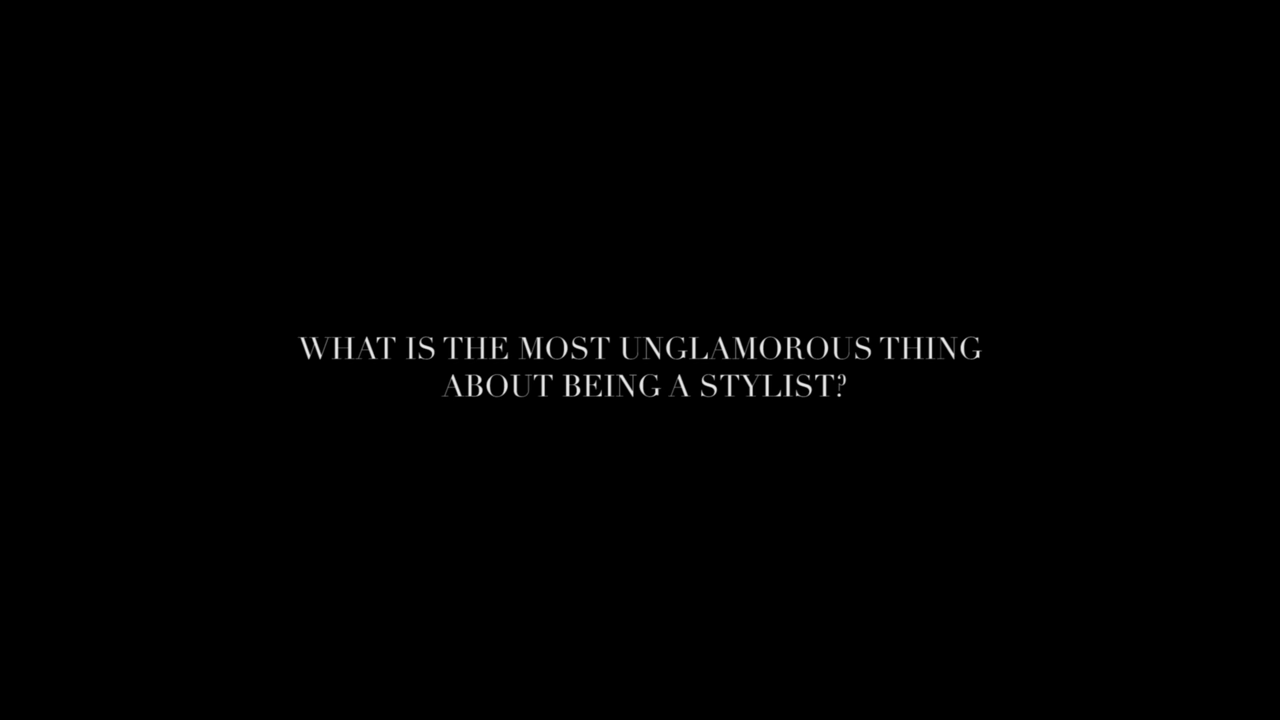 WHAT IS THE MOST UNGLAMOROUS THING
ABOUT BEING A STYLIST?